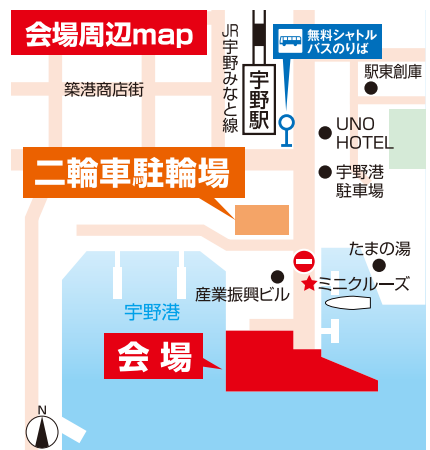 会場周辺map
JR宇野みなと線
宇野駅
無料シャトル
バスのりば
駅東創庫
築港商店街
UNO
HOTEL
二輪車駐輪場
宇野港
駐車場
たまの湯
ミニクルーズ
産業振興ビル
宇野港
会場
N